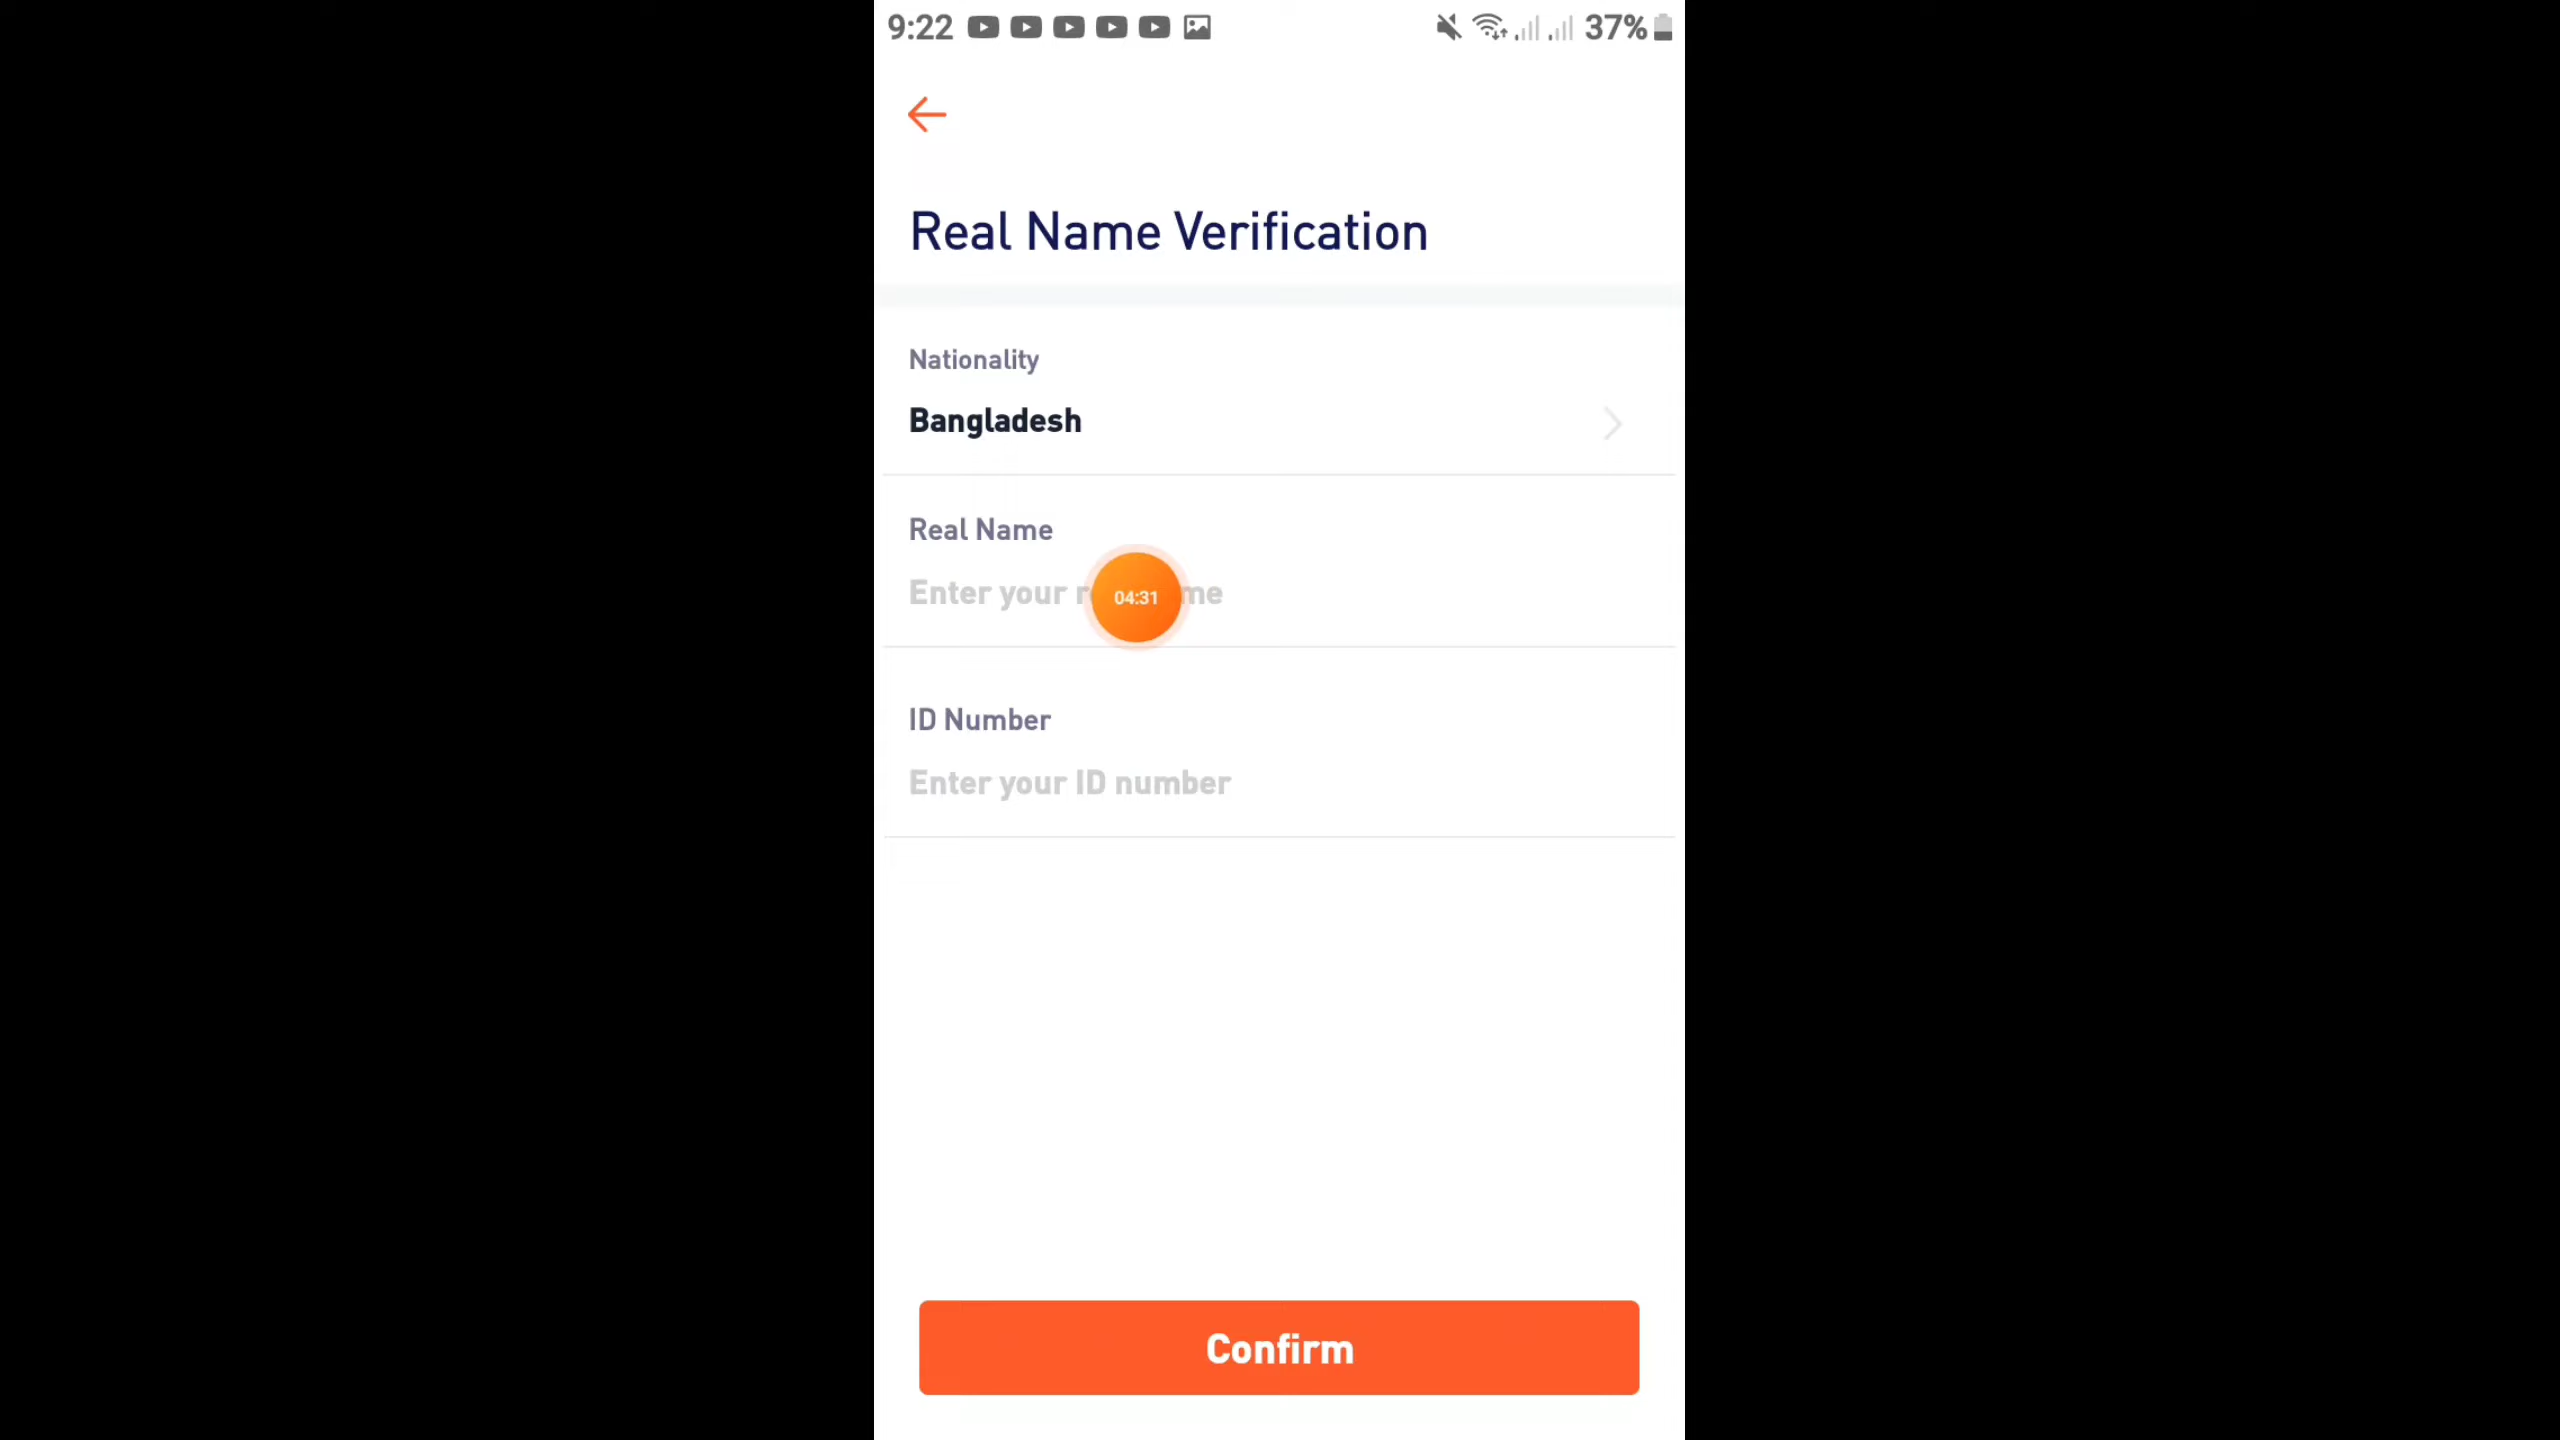 9:22 37%
Real Name Verification
Nationality
Bangladesh
Real Name
Enter your me
04:31
ID Number
Enter your ID number
Confirm